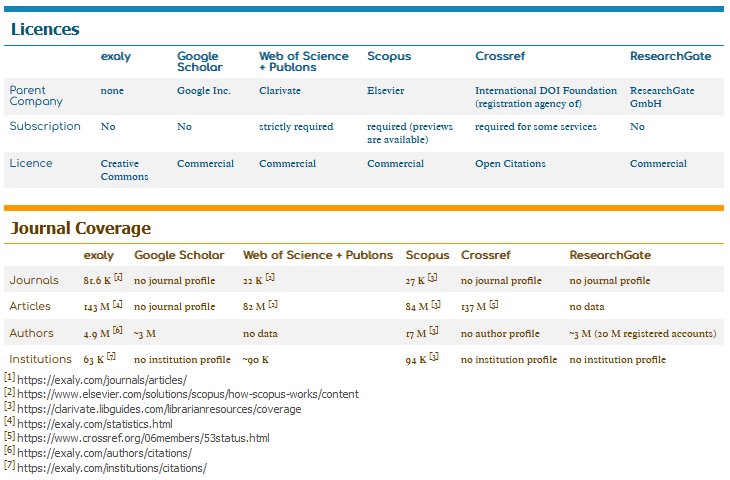 Licences
exaly Google Scholar Web of Science + Publons Scopus Crossref ResearchGate
Parent Company none Google Inc. Clarivate Elsevier International DOI Foundation (registration agency of) ResearchGate GmbH
Subscription No No strictly required required (previews are available) required for some services No
Licence Creative Commons Commercial Commercial Commercial Open Citations Commercial
Journal Coverage
exaly Google Scholar Web of Science + Publons Scopus Crossref ResearchGate
Journals 81.6 K [1] no journal profile 22 K [2] 27 K [3] no journal profile no journal profile
Articles 143 M [4] no journal profile 82 M [2] 84 M [3] 137 M [5] no data
Authors 4.9 M [6] ~3 M no data 17 M [3] no author profile ~3 M (20 M registered accounts)
Institutions 63 K [7] no institution profile ~90 K 94 K [3] no institution profile no institution profile
[1] https://exaly.com/journals/articles/
[2] https://www.elsevier.com/solutions/scopus/how-scopus-works/content
[3] https://clarivate.libguides.com/librarianresources/coverage
[4] https://exaly.com/statistics.html
[5] https://www.crossref.org/06members/53status.html
[6] https://exaly.com/authors/citations/
[7] https://exaly.com/institutions/citations/